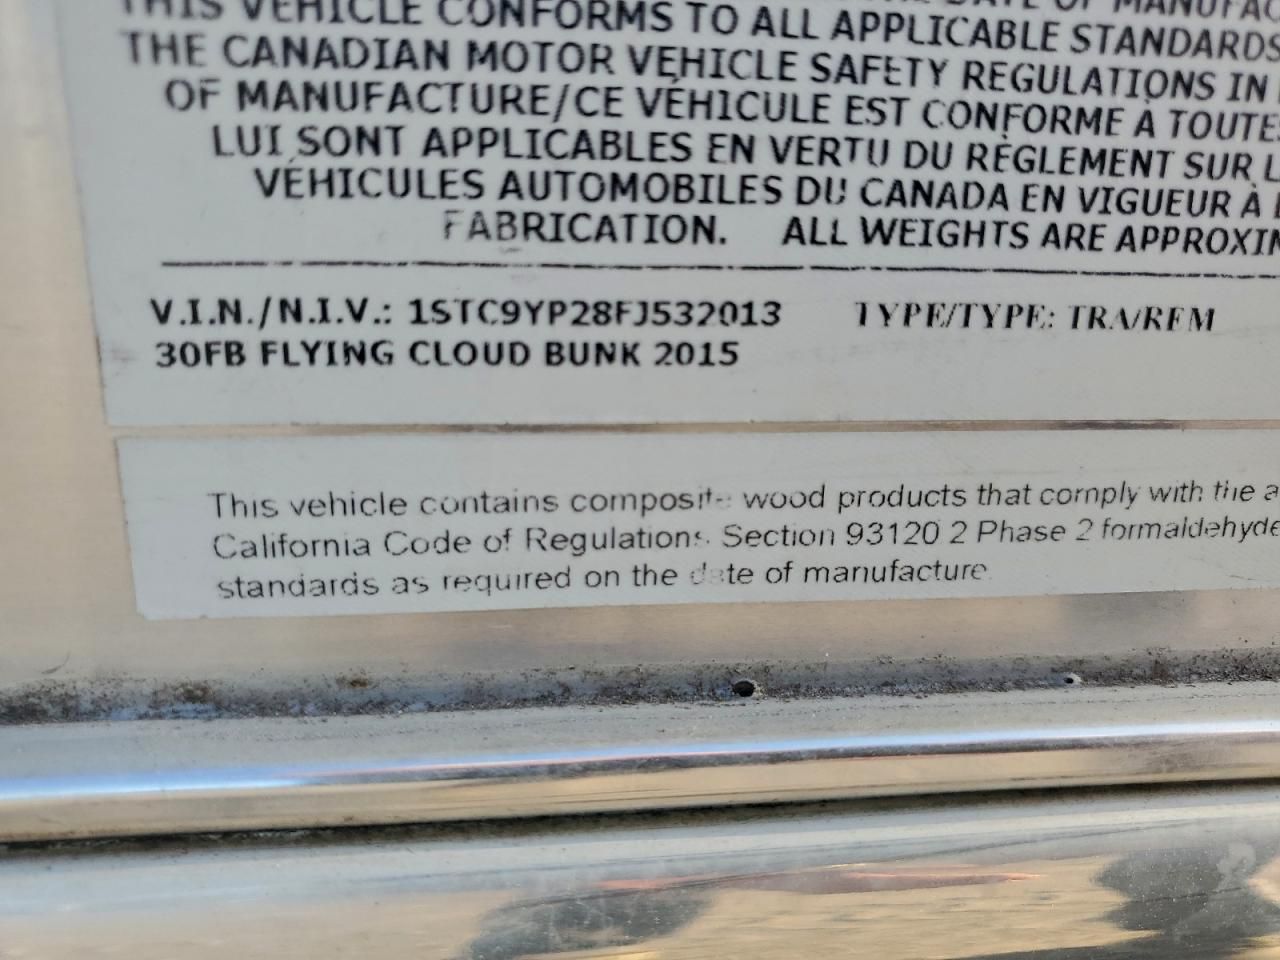 THIS VEHICLE CONFORMS TO ALL APPLICABLE STANDARDS
THE CANADIAN MOTOR VEHICLE SAFETY REGULATIONS IN
OF MANUFACTURE/CE VÉHICULE EST CONFORME À TOUTE
LUI SONT APPLICABLES EN VERTU DU RÈGLEMENT SUR L
VÉHICULES AUTOMOBILES DU CANADA EN VIGUEUR À
FABRICATION. ALL WEIGHTS ARE APPROXIM
V.I.N./N.I.V.: 1STC9YP28FJ532013 TYPE/TYPE: TRA/REM
30FB FLYING CLOUD BUNK 2015
This vehicle contains composite wood products that comply with the a
California Code of Regulations. Section 93120 2 Phase 2 formaldehyde
standards as required on the date of manufacture